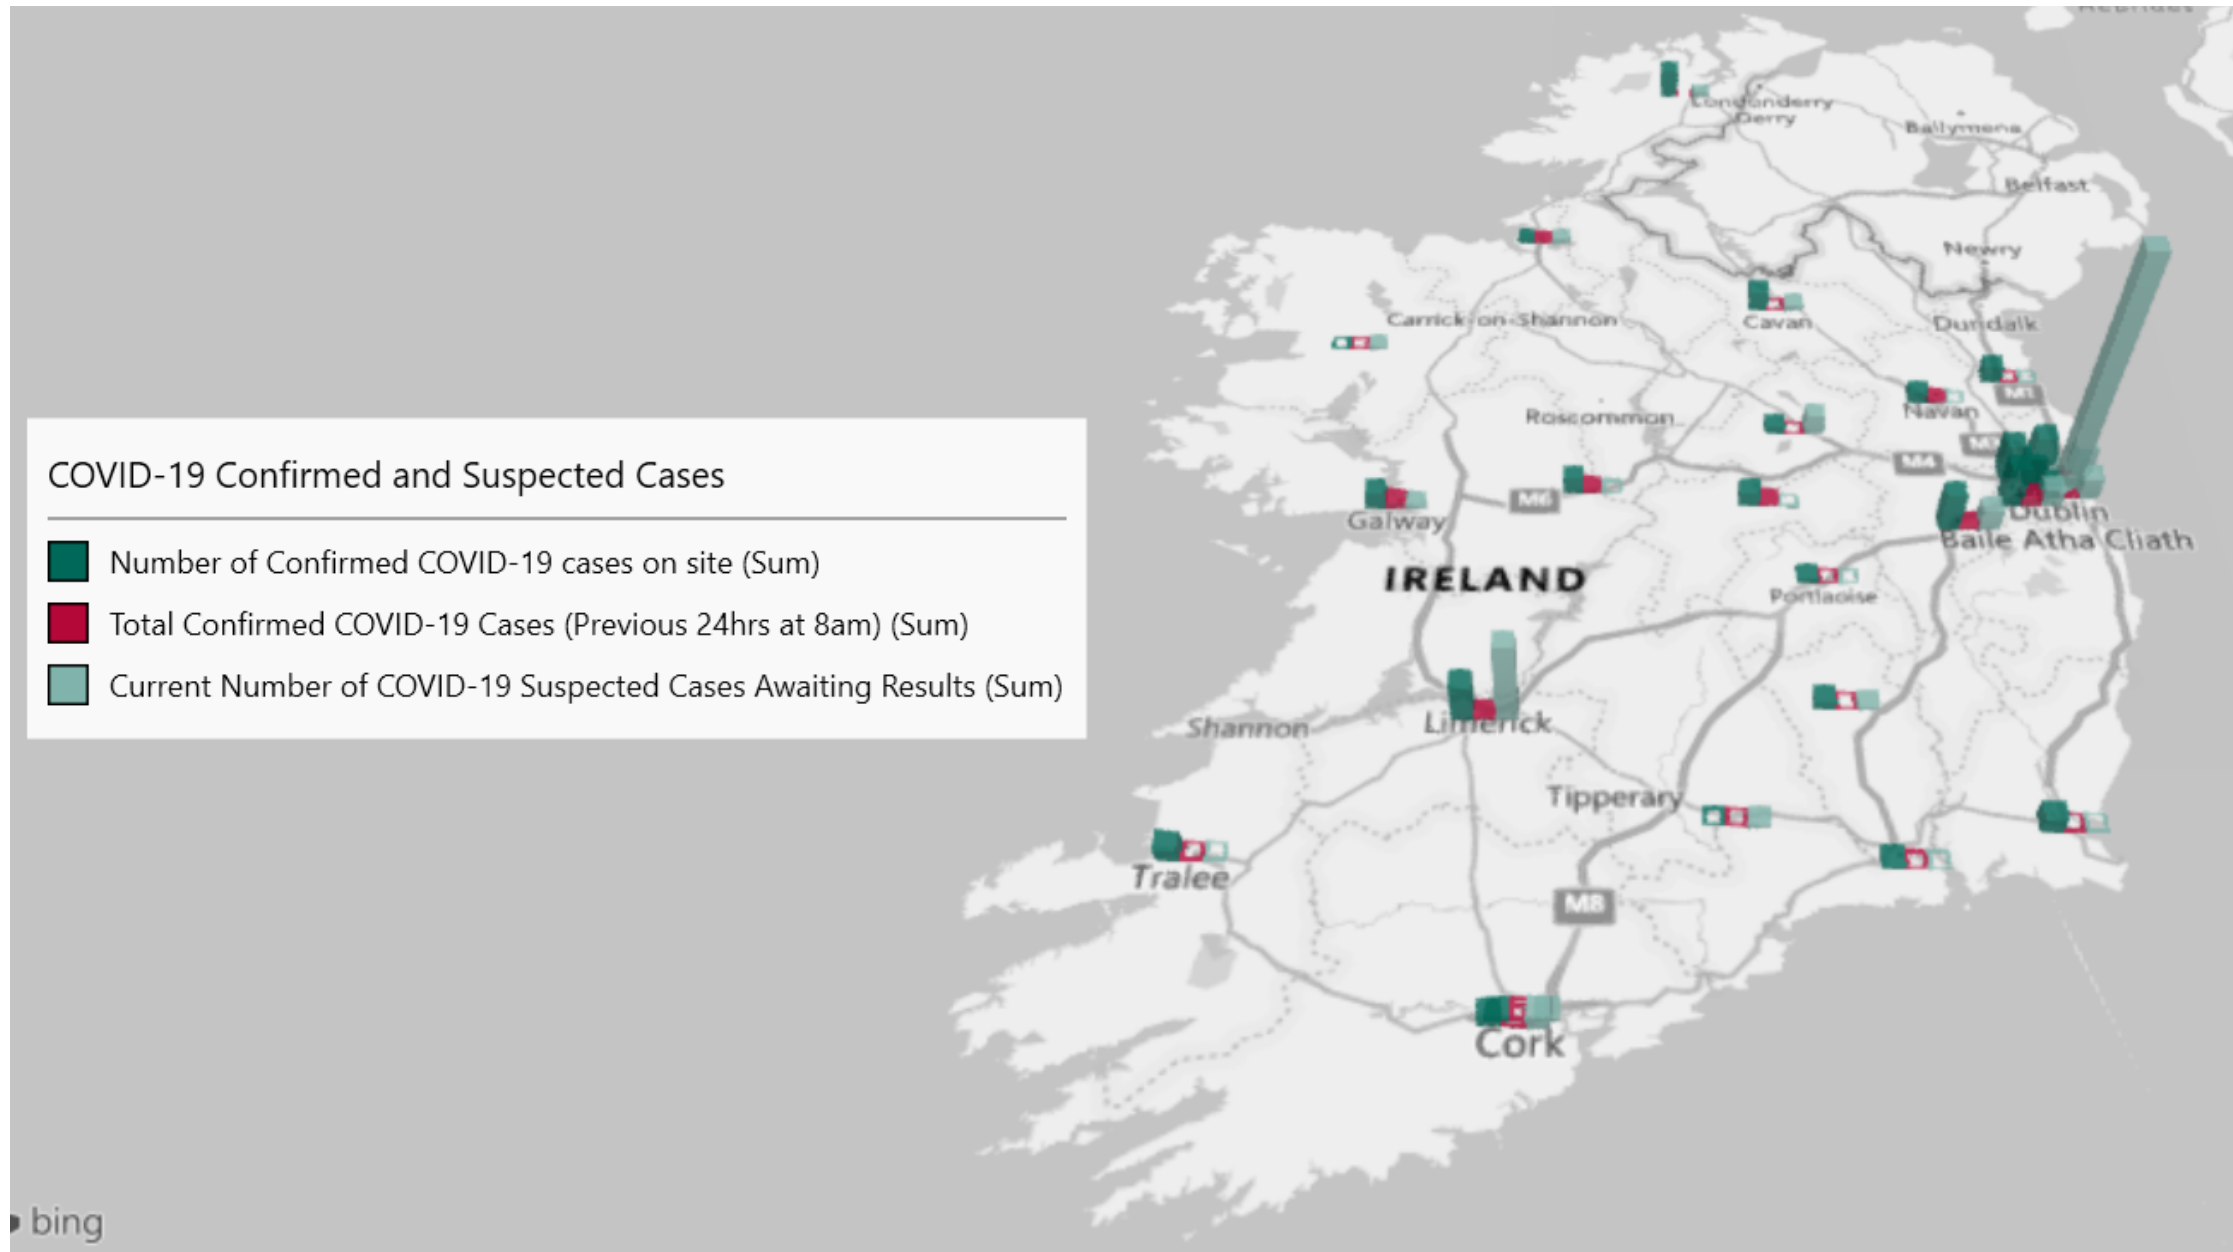 COVID-19 Confirmed and Suspected Cases
Number of Confirmed COVID-19 cases on site (Sum)
Total Confirmed COVID-19 Cases (Previous 24hrs at 8am) (Sum)
Current Number of COVID-19 Suspected Cases Awaiting Results (Sum)
Londonderry
Derry
Ballymena
Belfast
Newry
Carrick-on-Shannon
Cavan
Dundalk
M1
Navan
Roscommon
M4
M6
Galway
Dublin
Baile Atha Cliath
IRELAND
Portlaoise
Limerick
Shannon
Tipperary
Tralee
M8
Cork
bing